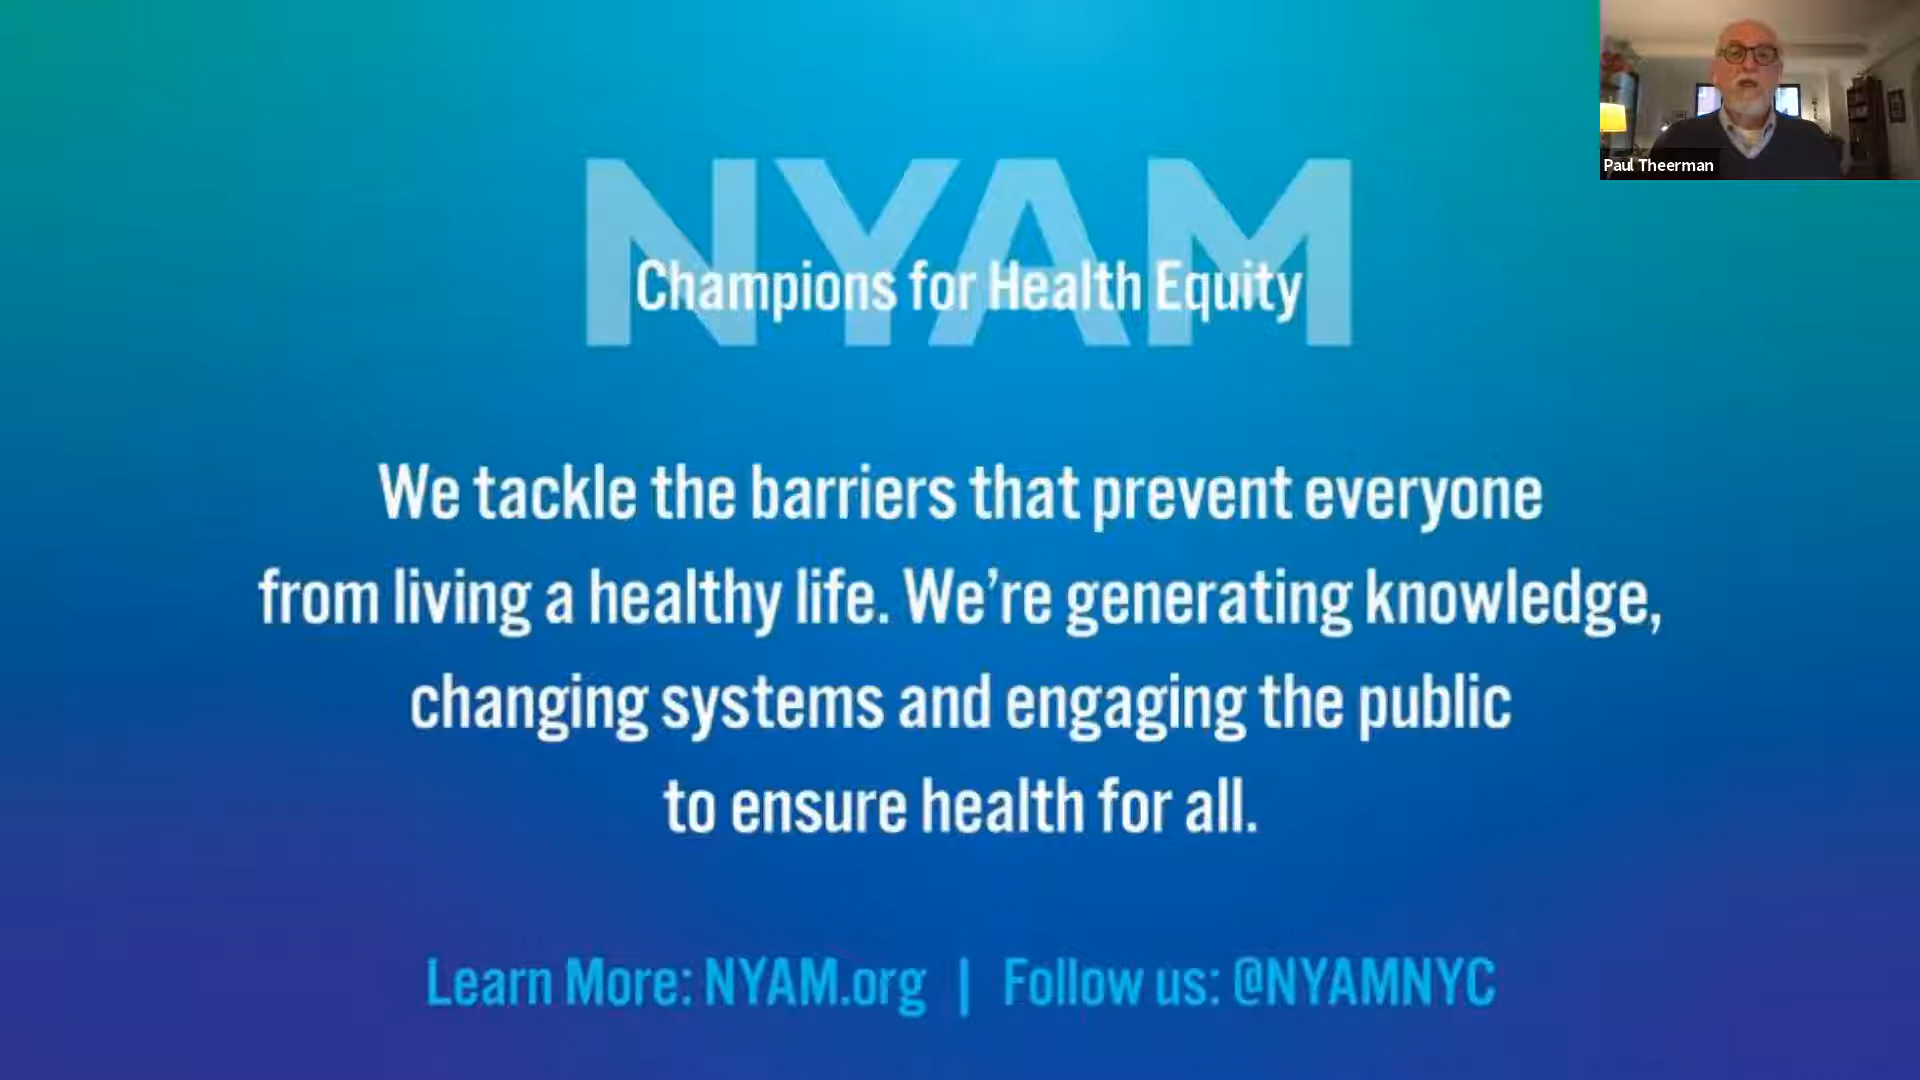 Paul Theerman
NYAM
Champions for Health Equity
We tackle the barriers that prevent everyone
from living a healthy life. We’re generating knowledge,
changing systems and engaging the public
to ensure health for all.
Learn More: NYAM.org | Follow us: @NYAMNYC